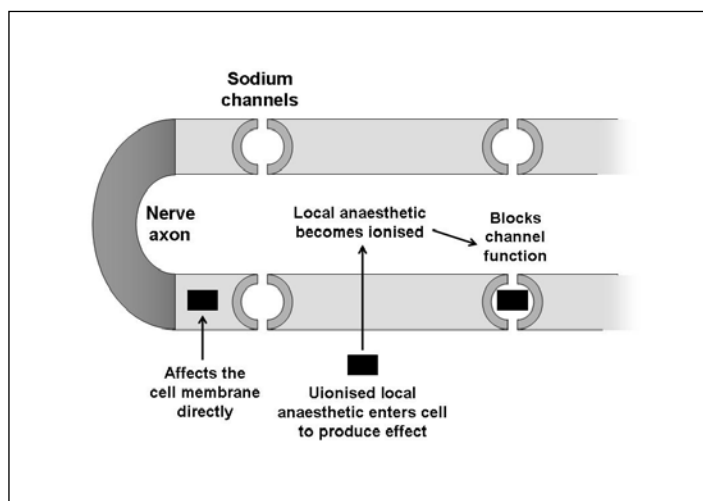 Sodium
channels
Nerve
axon
Local anaesthetic
becomes ionised
Blocks
channel
function
Affects the
cell membrane
directly
Uionised local
anaesthetic enters cell
to produce effect